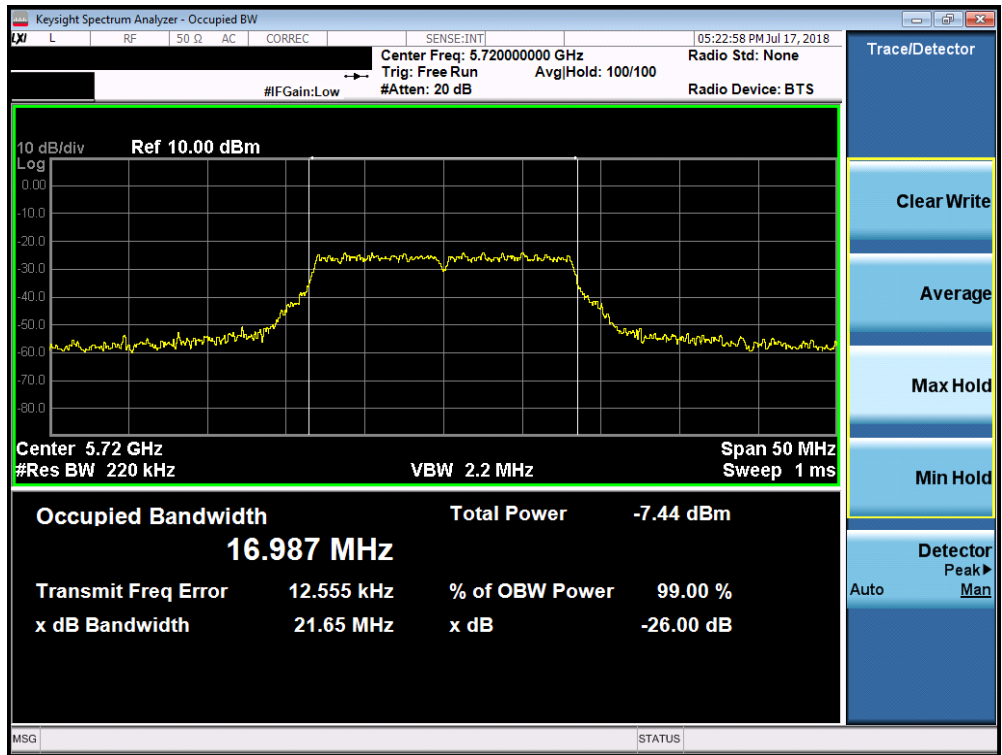 Keysight Spectrum Analyzer - Occupied BW
LXI L RF 50 Ω AC CORREC SENSE:INT 05:22:58 PM Jul 17, 2018
Center Freq: 5.720000000 GHz Radio Std: None
Trig: Free Run Avg|Hold: 100/100
#IFGain:Low #Atten: 20 dB Radio Device: BTS
10 dB/div Ref 10.00 dBm
Log
0.00
-10.0
-20.0
-30.0
-40.0
-50.0
-60.0
-70.0
-80.0
Center 5.72 GHz Span 50 MHz
#Res BW 220 kHz VBW 2.2 MHz Sweep 1 ms
Occupied Bandwidth Total Power -7.44 dBm
16.987 MHz
Transmit Freq Error 12.555 kHz % of OBW Power 99.00 %
x dB Bandwidth 21.65 MHz x dB -26.00 dB
Trace/Detector
Clear Write
Average
Max Hold
Min Hold
Detector
Peak▶
Auto Man
MSG STATUS